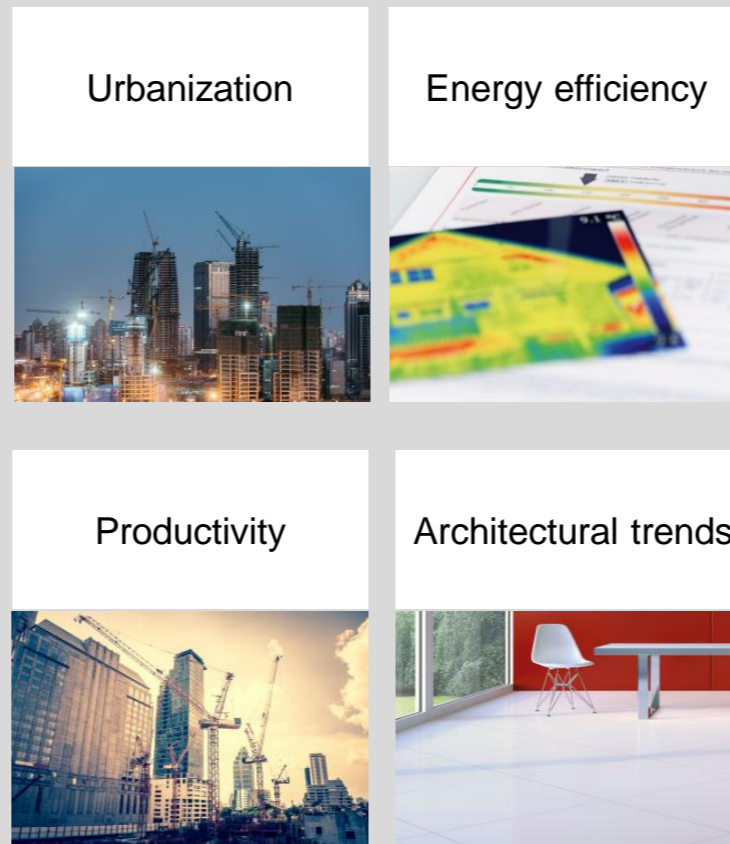 Urbanization
Energy efficiency
Productivity
Architectural trends